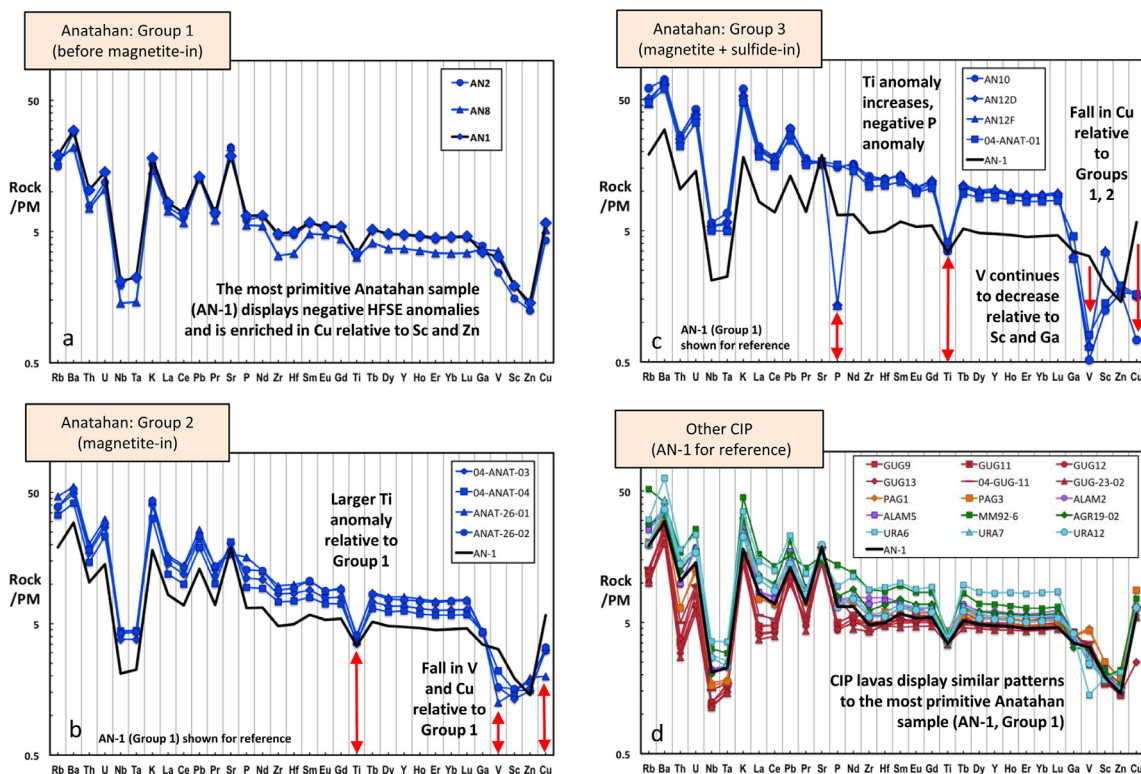 Anatahan: Group 1
(before magnetite-in)
AN2
AN8
AN1
50
Rock
/PM
5
0.5
The most primitive Anatahan sample
(AN-1) displays negative HFSE anomalies
and is enriched in Cu relative to Sc and Zn
a
Rb Ba Th U Nb Ta K La Ce Pb Pr Sr P Nd Zr Hf Sm Eu Gd Ti Tb Dy Y Ho Er Yb Lu Ga V Sc Zn Cu
Anatahan: Group 2
(magnetite-in)
04-ANAT-03
04-ANAT-04
ANAT-26-01
ANAT-26-02
AN-1
50
Rock
/PM
5
0.5
Larger Ti
anomaly
relative to
Group 1
Fall in V
and Cu
relative to
Group 1
b
AN-1 (Group 1) shown for reference
Rb Ba Th U Nb Ta K La Ce Pb Pr Sr P Nd Zr Hf Sm Eu Gd Ti Tb Dy Y Ho Er Yb Lu Ga V Sc Zn Cu
Anatahan: Group 3
(magnetite + sulfide-in)
AN10
AN12D
AN12F
04-ANAT-01
AN-1
50
Rock
/PM
5
0.5
Ti anomaly
increases,
negative P
anomaly
Fall in Cu
relative
to
Groups
1, 2
V continues
to decrease
relative to
Sc and Ga
c
AN-1 (Group 1)
shown for reference
Rb Ba Th U Nb Ta K La Ce Pb Pr Sr P Nd Zr Hf Sm Eu Gd Ti Tb Dy Y Ho Er Yb Lu Ga V Sc Zn Cu
Other CIP
(AN-1 for reference)
GUG9 GUG11 GUG12
GUG13 04-GUG-11 GUG-23-02
PAG1 PAG3 ALAM2
ALAM5 MM92-6 AGR19-02
URA6 URA7 URA12
AN-1
50
Rock
/PM
5
0.5
CIP lavas display similar patterns
to the most primitive Anatahan
sample (AN-1, Group 1)
d
Rb Ba Th U Nb Ta K La Ce Pb Pr Sr P Nd Zr Hf Sm Eu Gd Ti Tb Dy Y Ho Er Yb Lu Ga V Sc Zn Cu